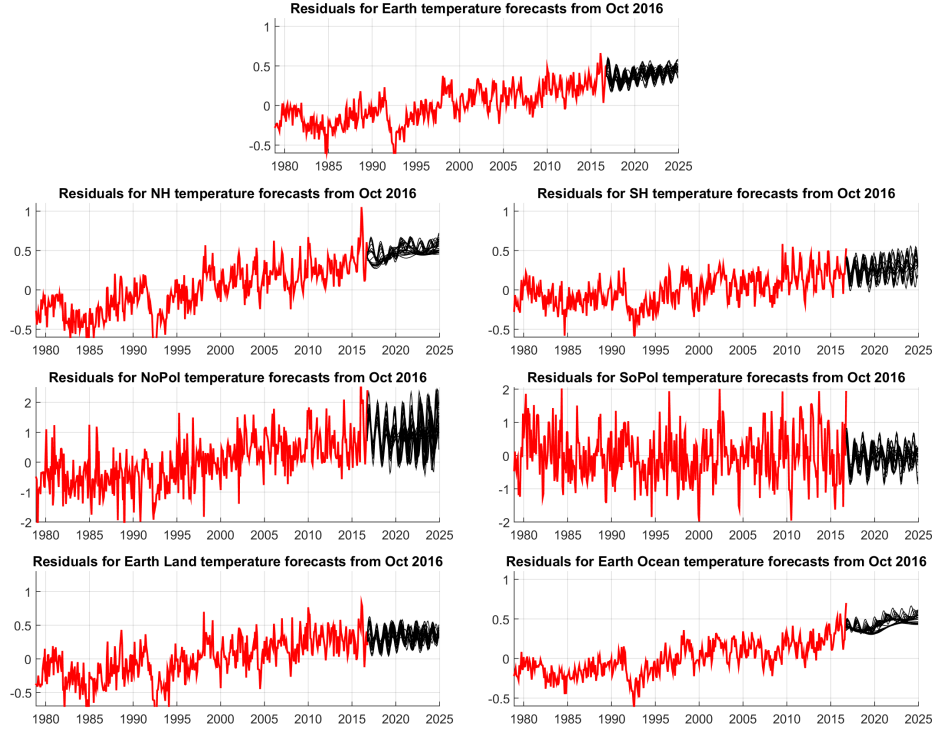 Residuals for Earth temperature forecasts from Oct 2016
1
0.5
0
-0.5
1980 1985 1990 1995 2000 2005 2010 2015 2020 2025
Residuals for NH temperature forecasts from Oct 2016
1
0.5
0
-0.5
1980 1985 1990 1995 2000 2005 2010 2015 2020 2025
Residuals for SH temperature forecasts from Oct 2016
1
0.5
0
-0.5
1980 1985 1990 1995 2000 2005 2010 2015 2020 2025
Residuals for NoPol temperature forecasts from Oct 2016
2
1
0
-1
-2
1980 1985 1990 1995 2000 2005 2010 2015 2020 2025
Residuals for SoPol temperature forecasts from Oct 2016
2
1
0
-1
-2
1980 1985 1990 1995 2000 2005 2010 2015 2020 2025
Residuals for Earth Land temperature forecasts from Oct 2016
1
0.5
0
-0.5
1980 1985 1990 1995 2000 2005 2010 2015 2020 2025
Residuals for Earth Ocean temperature forecasts from Oct 2016
1
0.5
0
-0.5
1980 1985 1990 1995 2000 2005 2010 2015 2020 2025